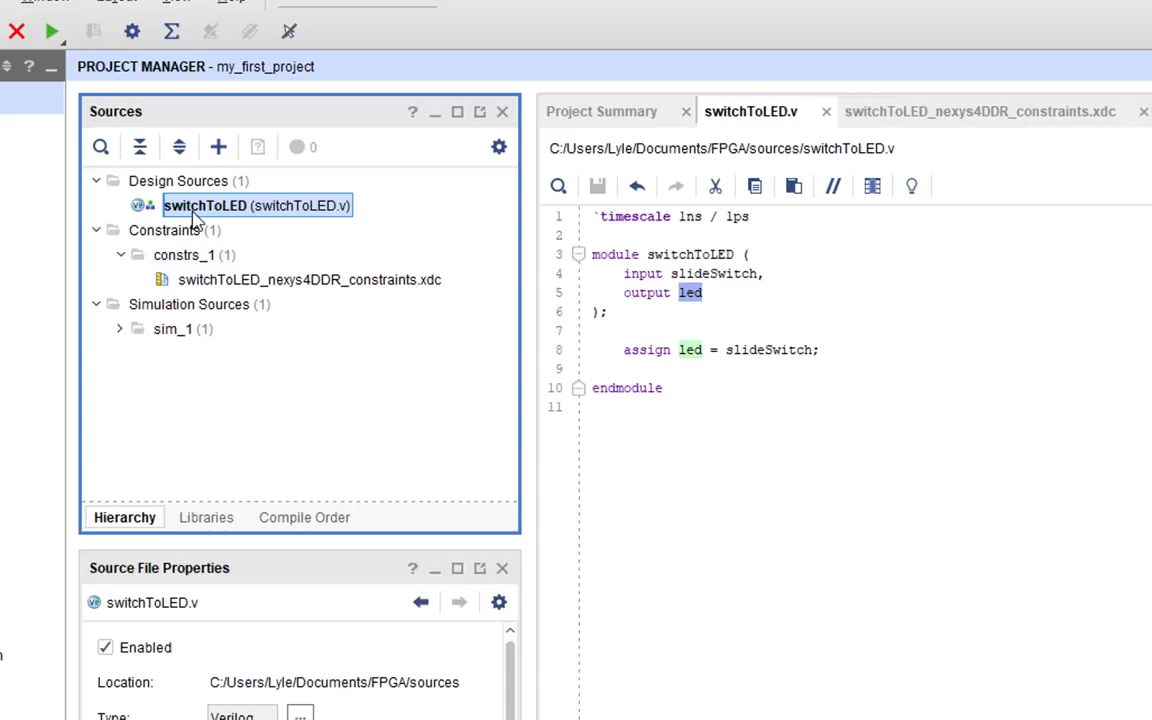 PROJECT MANAGER - my_first_project
Sources
0
Design Sources (1)
switchToLED (switchToLED.v)
Constraints (1)
constrs_1 (1)
switchToLED_nexys4DDR_constraints.xdc
Simulation Sources (1)
sim_1 (1)
Hierarchy Libraries Compile Order
Source File Properties
switchToLED.v
Enabled
Location: C:/Users/Lyle/Documents/FPGA/sources
Type: Verilog ...
Project Summary switchToLED.v switchToLED_nexys4DDR_constraints.xdc
C:/Users/Lyle/Documents/FPGA/sources/switchToLED.v
1 `timescale 1ns / 1ps
2
3 module switchToLED (
4 input slideSwitch,
5 output led
6 );
7
8 assign led = slideSwitch;
9
10 endmodule
11